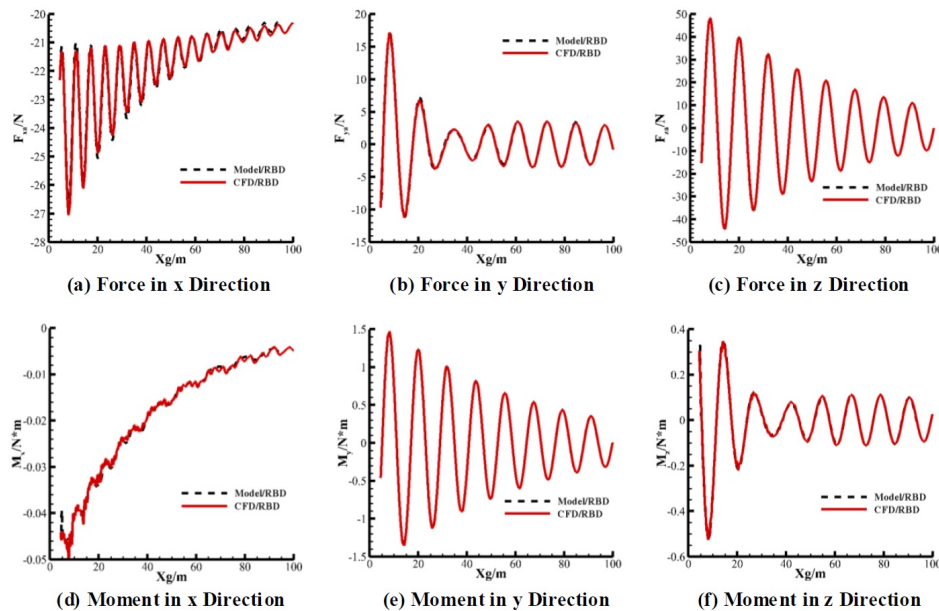 -20
-21
-22
-23
-24
-25
-26
-27
-28
F_xa/N
Model/RBD
CFD/RBD
0 20 40 60 80 100
Xg/m
(a) Force in x Direction
20
15
10
5
0
-5
-10
-15
F_ya/N
Model/RBD
CFD/RBD
0 20 40 60 80 100
Xg/m
(b) Force in y Direction
50
40
30
20
10
0
-10
-20
-30
-40
-50
F_za/N
Model/RBD
CFD/RBD
0 20 40 60 80 100
Xg/m
(c) Force in z Direction
0
-0.01
-0.02
-0.03
-0.04
-0.05
M_x/N*m
Model/RBD
CFD/RBD
0 20 40 60 80 100
Xg/m
(d) Moment in x Direction
1.5
1
0.5
0
-0.5
-1
-1.5
M_y/N*m
Model/RBD
CFD/RBD
0 20 40 60 80 100
Xg/m
(e) Moment in y Direction
0.4
0.2
0
-0.2
-0.4
-0.6
M_z/N*m
Model/RBD
CFD/RBD
0 20 40 60 80 100
Xg/m
(f) Moment in z Direction